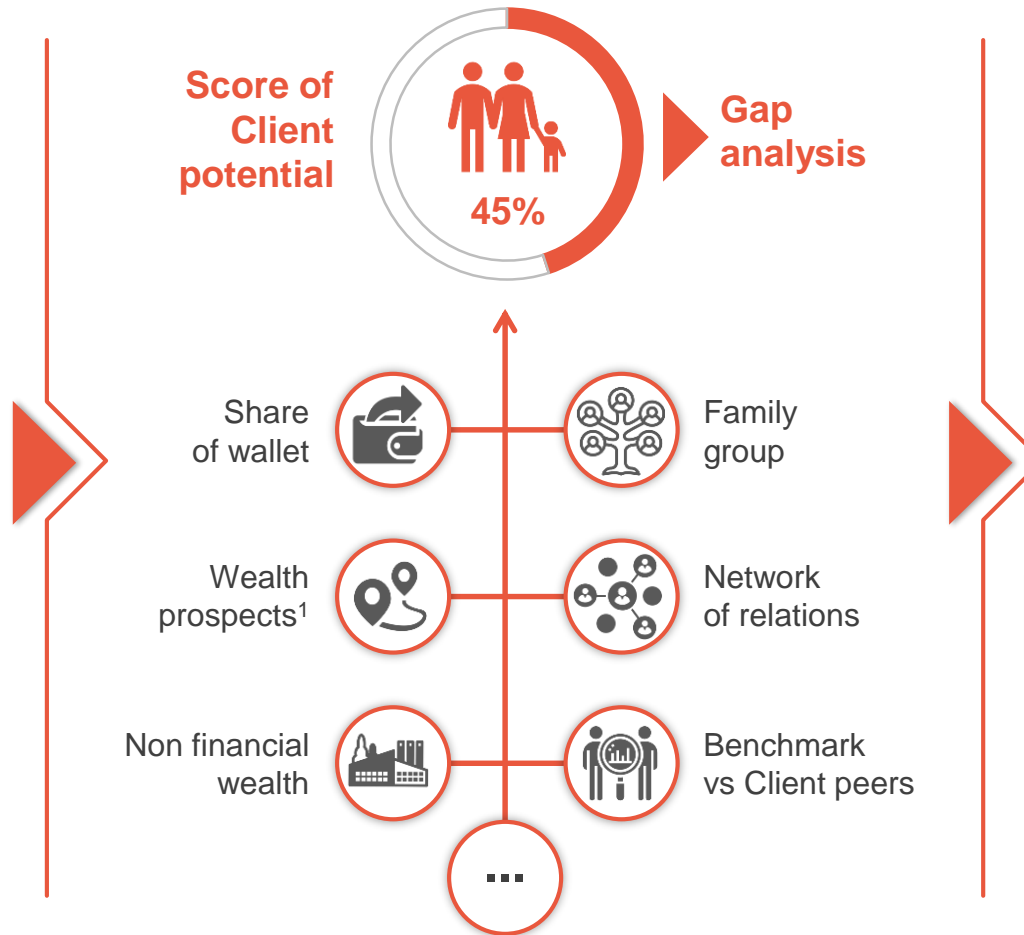 Score of
Client
potential
45%
Gap
analysis
Share
of wallet
Family
group
Wealth
prospects¹
Network
of relations
Non financial
wealth
Benchmark
vs Client peers
...